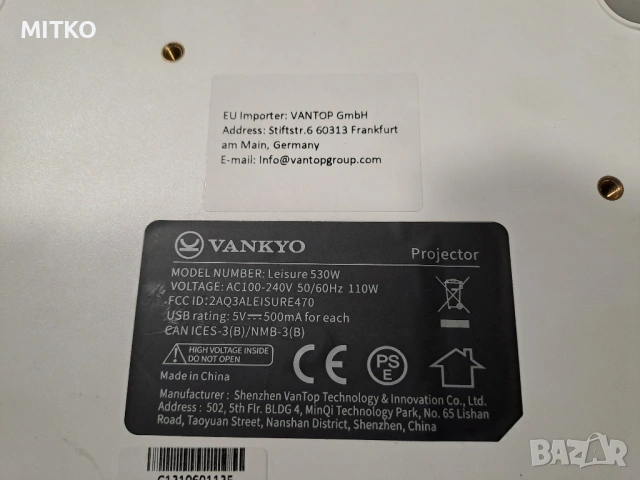 MITKO
EU Importer: VANTOP GmbH
Address: Stiftstr.6 60313 Frankfurt
am Main, Germany
E-mail: Info@vantopgroup.com
VANKYO
Projector
MODEL NUMBER: Leisure 530W
VOLTAGE: AC100-240V 50/60Hz 110W
FCC ID:2AQ3ALEISURE470
USB rating: 5V⎓500mA for each
CAN ICES-3(B)/NMB-3(B)
HIGH VOLTAGE INSIDE
DO NOT OPEN
CE
PS
E
Made in China
Manufacturer : Shenzhen VanTop Technology & Innovation Co., Ltd.
Address : 502, 5th Flr. BLDG 4, MinQi Technology Park, No. 65 Lishan
Road, Taoyuan Street, Nanshan District, Shenzhen, China
BAZAR
bg